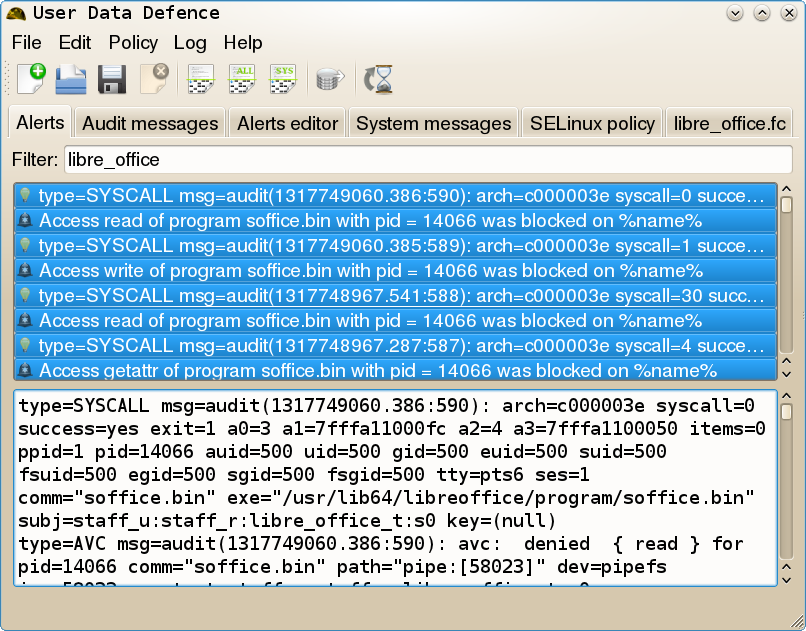 User Data Defence
File Edit Policy Log Help
ALL SYS
Alerts Audit messages Alerts editor System messages SELinux policy libre_office.fc
Filter: libre_office
type=SYSCALL msg=audit(1317749060.386:590): arch=c000003e syscall=0 succe...
Access read of program soffice.bin with pid = 14066 was blocked on %name%
type=SYSCALL msg=audit(1317749060.385:589): arch=c000003e syscall=1 succe...
Access write of program soffice.bin with pid = 14066 was blocked on %name%
type=SYSCALL msg=audit(1317748967.541:588): arch=c000003e syscall=30 succ...
Access read of program soffice.bin with pid = 14066 was blocked on %name%
type=SYSCALL msg=audit(1317748967.287:587): arch=c000003e syscall=4 succe...
Access getattr of program soffice.bin with pid = 14066 was blocked on %name%
type=SYSCALL msg=audit(1317749060.386:590): arch=c000003e syscall=0
success=yes exit=1 a0=3 a1=7fffa11000fc a2=4 a3=7fffa1100050 items=0
ppid=1 pid=14066 auid=500 uid=500 gid=500 euid=500 suid=500
fsuid=500 egid=500 sgid=500 fsgid=500 tty=pts6 ses=1
comm="soffice.bin" exe="/usr/lib64/libreoffice/program/soffice.bin"
subj=staff_u:staff_r:libre_office_t:s0 key=(null)
type=AVC msg=audit(1317749060.386:590): avc:  denied  { read } for
pid=14066 comm="soffice.bin" path="pipe:[58023]" dev=pipefs